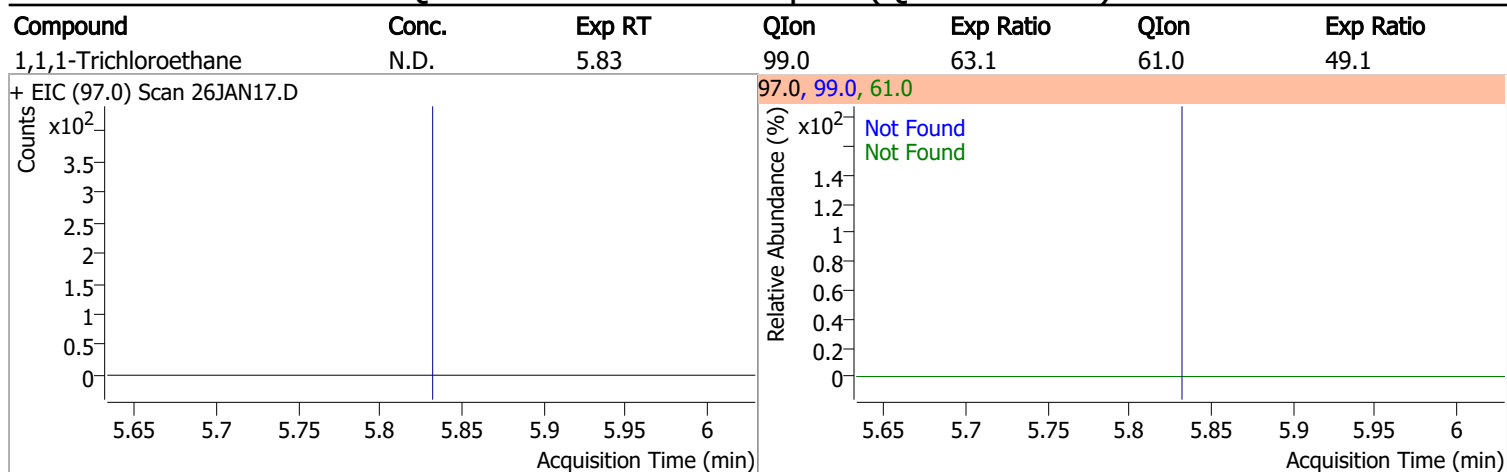 Compound Conc. Exp RT QIon Exp Ratio QIon Exp Ratio
1,1,1-Trichloroethane N.D. 5.83 99.0 63.1 61.0 49.1
+ EIC (97.0) Scan 26JAN17.D
Counts
x10²
3.5
3
2.5
2
1.5
1
0.5
0
5.65 5.7 5.75 5.8 5.85 5.9 5.95 6
Acquisition Time (min)
97.0, 99.0, 61.0
Relative Abundance (%)
x10²
Not Found
Not Found
1.4
1.2
1
0.8
0.6
0.4
0.2
0
5.65 5.7 5.75 5.8 5.85 5.9 5.95 6
Acquisition Time (min)